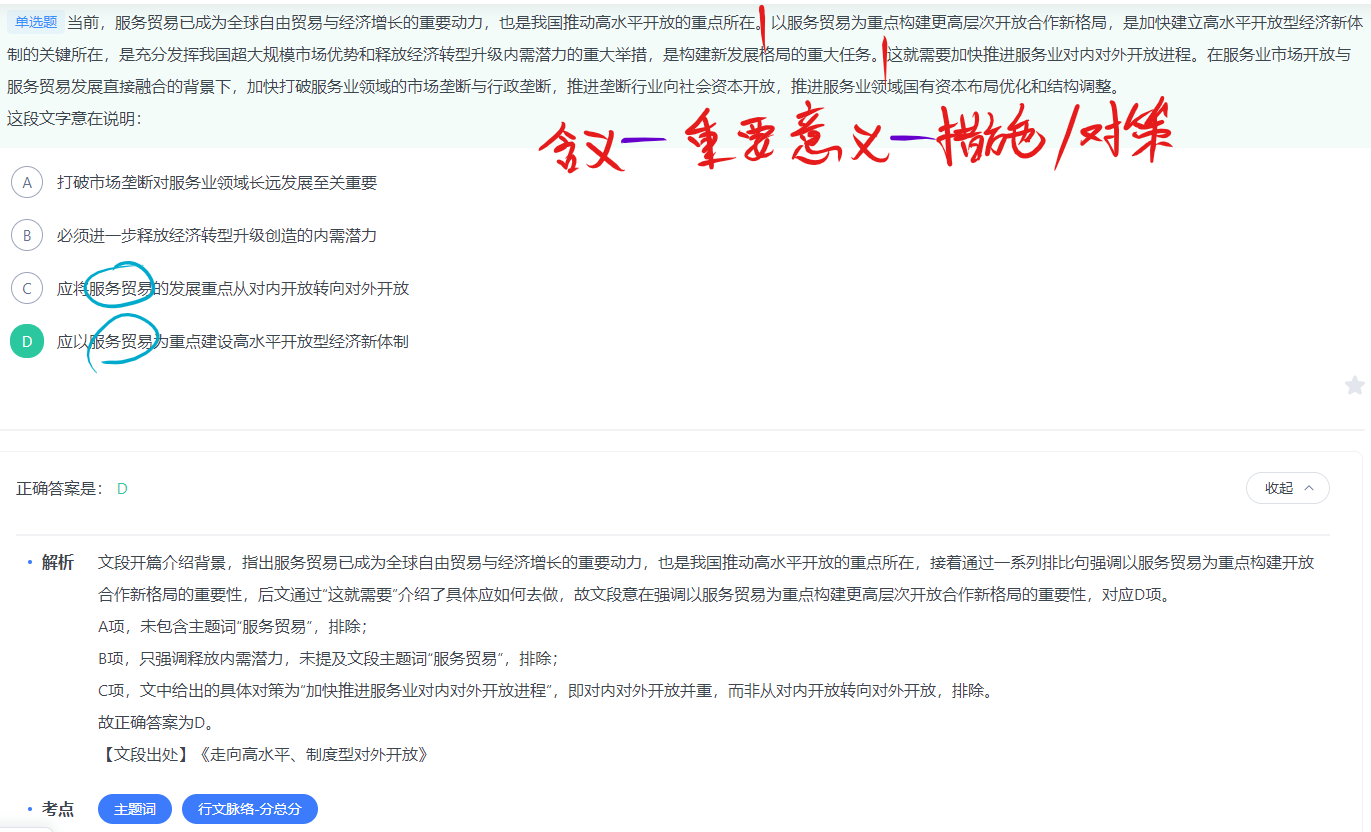 单选题 当前，服务贸易已成为全球自由贸易与经济增长的重要动力，也是我国推动高水平开放的重点所在。以服务贸易为重点构建更高层次开放合作新格局，是加快建立高水平开放型经济新体
制的关键所在，是充分发挥我国超大规模市场优势和释放经济转型升级内需潜力的重大举措，是构建新发展格局的重大任务。这就需要加快推进服务业对内对外开放进程。在服务业市场开放与
服务贸易发展直接融合的背景下，加快打破服务业领域的市场垄断与行政垄断，推进垄断行业向社会资本开放，推进服务业领域国有资本布局优化和结构调整。
这段文字意在说明：
含义—重要意义—措施/对策
A 打破市场垄断对服务业领域长远发展至关重要
B 必须进一步释放经济转型升级创造的内需潜力
C 应将服务贸易的发展重点从对内开放转向对外开放
D 应以服务贸易为重点建设高水平开放型经济新体制
正确答案是： D
收起
解析 文段开篇介绍背景，指出服务贸易已成为全球自由贸易与经济增长的重要动力，也是我国推动高水平开放的重点所在，接着通过一系列排比句强调以服务贸易为重点构建开放
合作新格局的重要性，后文通过“这就需要”介绍了具体应如何去做，故文段意在强调以服务贸易为重点构建更高层次开放合作新格局的重要性，对应D项。
A项，未包含主题词“服务贸易”，排除；
B项，只强调释放内需潜力，未提及文段主题词“服务贸易”，排除；
C项，文中给出的具体对策为“加快推进服务业对内对外开放进程”，即对内对外开放并重，而非从对内开放转向对外开放，排除。
故正确答案为D。
【文段出处】《走向高水平、制度型对外开放》
考点 主题词 行文脉络-分总分